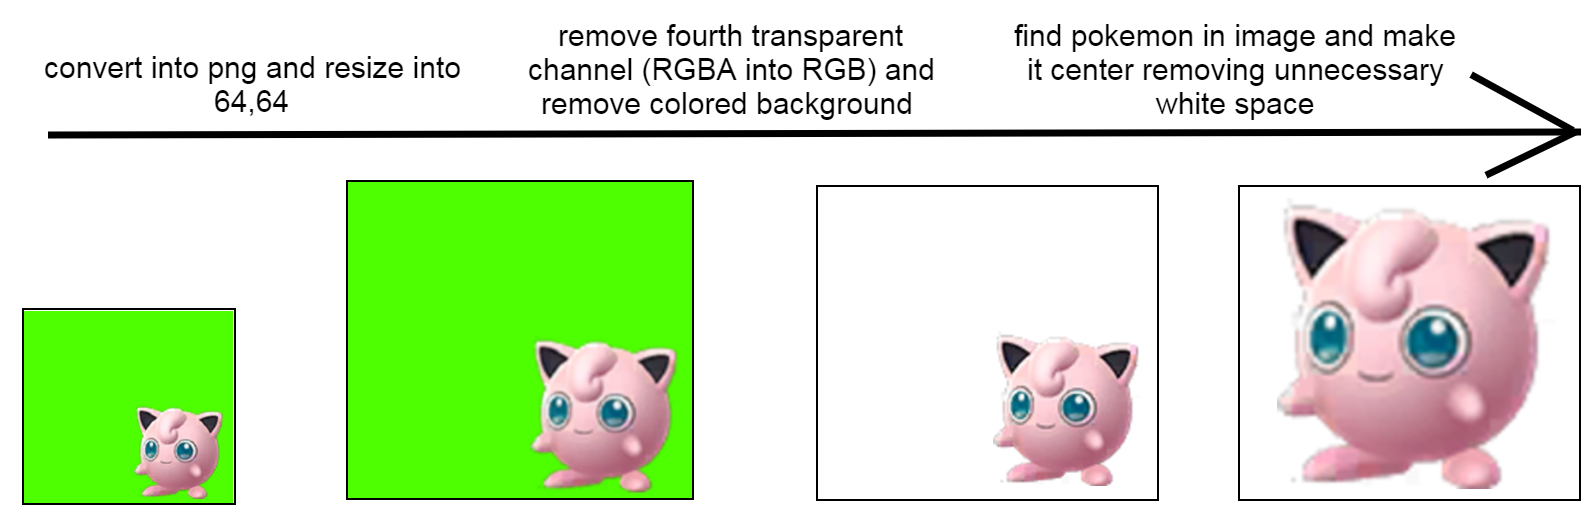 convert into png and resize into
64,64
remove fourth transparent
channel (RGBA into RGB) and
remove colored background
find pokemon in image and make
it center removing unnecessary
white space